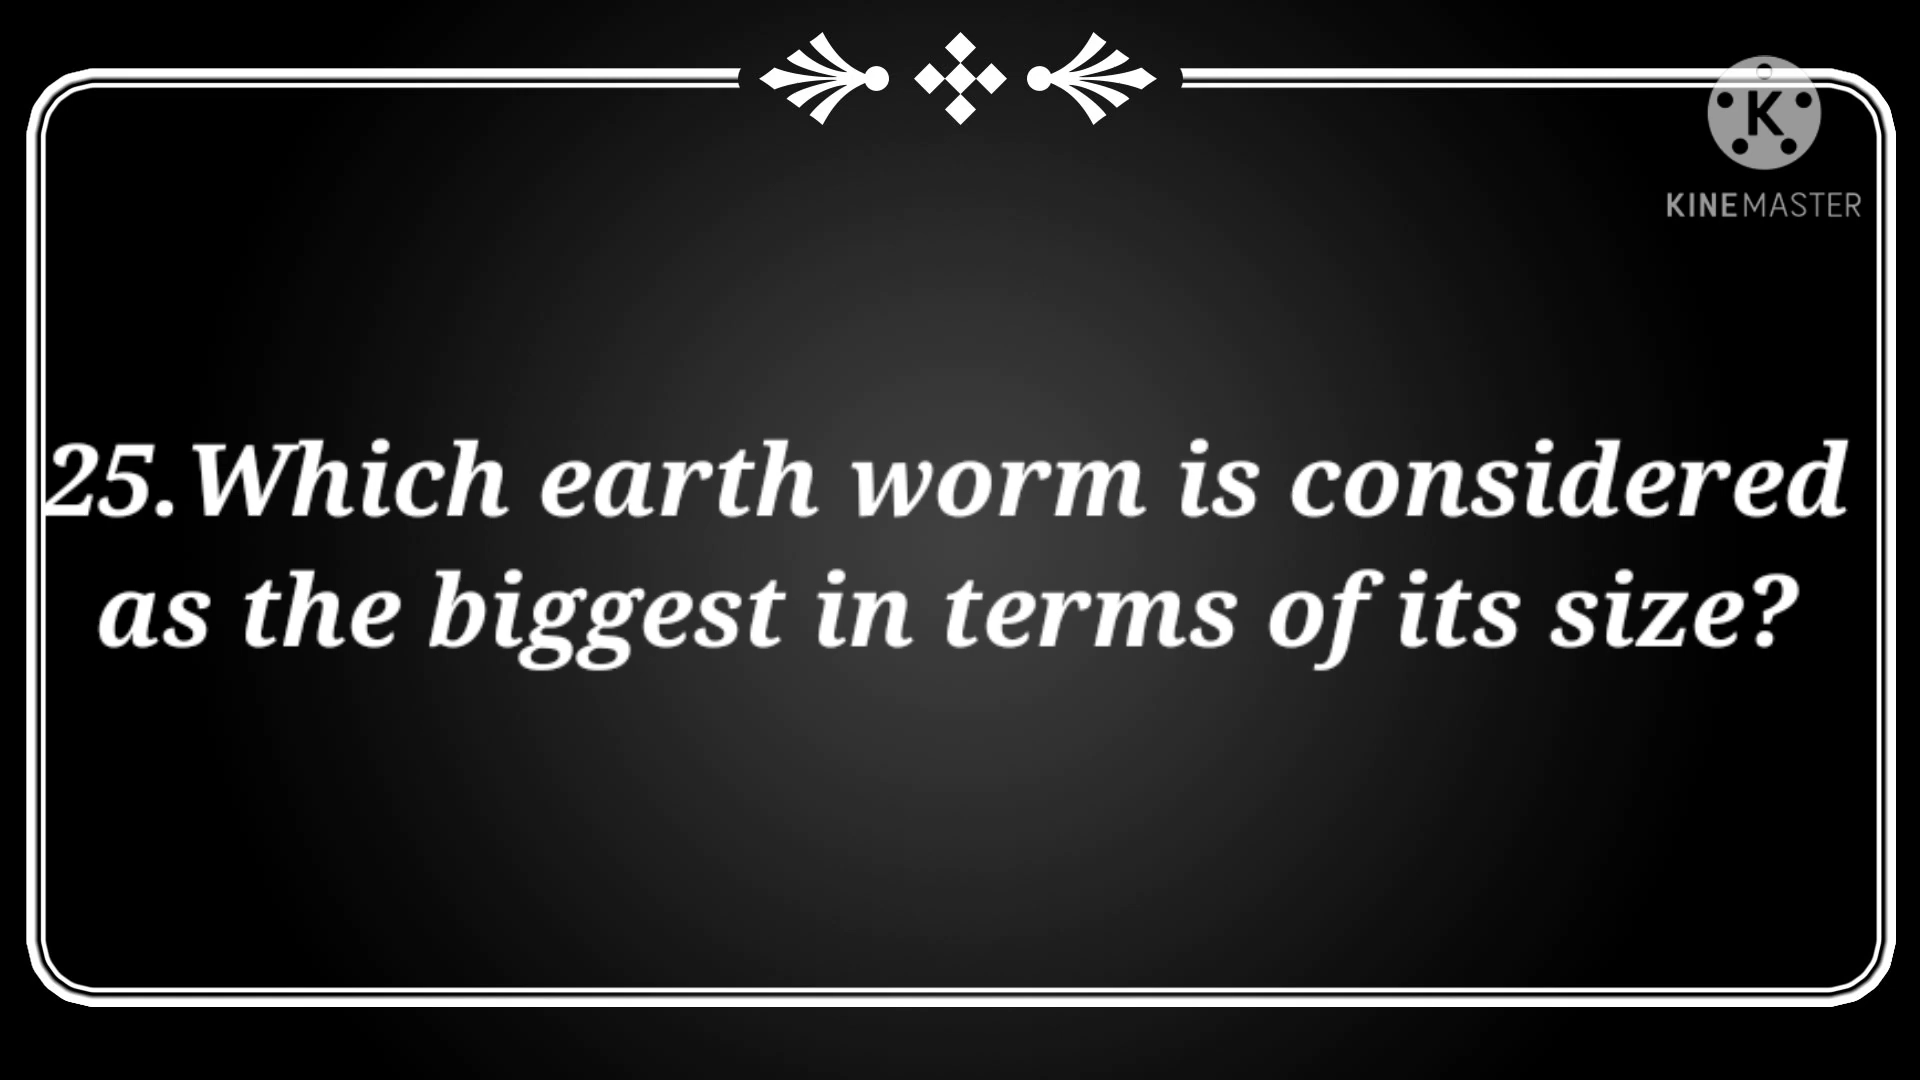 K
KINEMASTER
25.Which earth worm is considered
as the biggest in terms of its size?